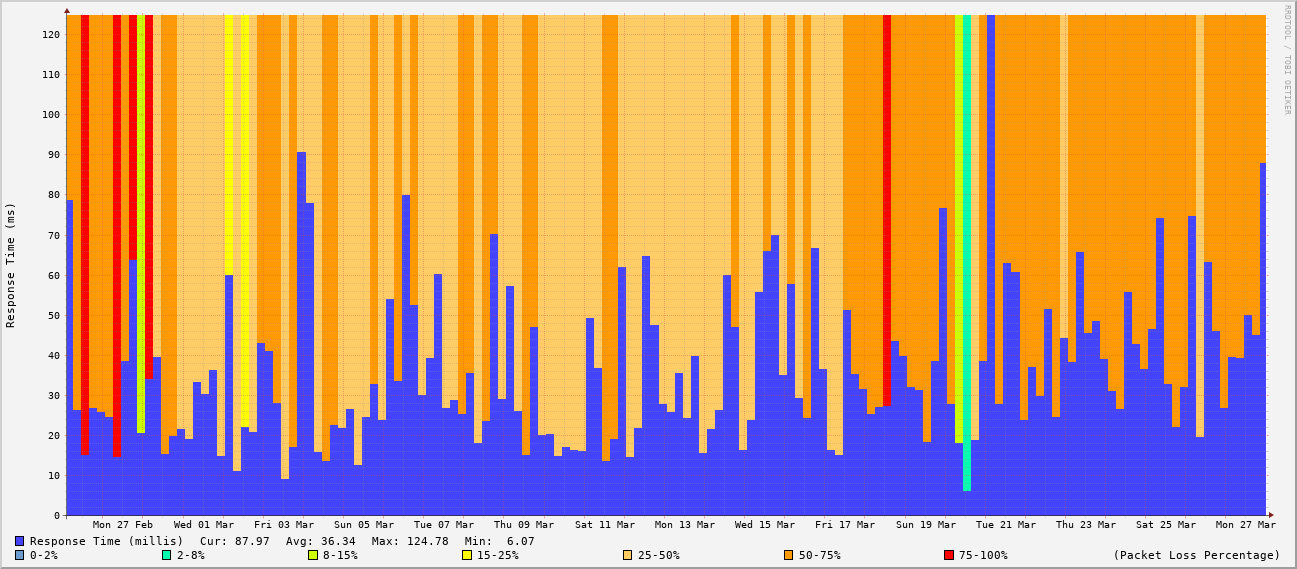 RRDTOOL / TOBI OETIKER
Response Time (ms)
120
110
100
90
80
70
60
50
40
30
20
10
0
Mon 27 Feb Wed 01 Mar Fri 03 Mar Sun 05 Mar Tue 07 Mar Thu 09 Mar Sat 11 Mar Mon 13 Mar Wed 15 Mar Fri 17 Mar Sun 19 Mar Tue 21 Mar Thu 23 Mar Sat 25 Mar Mon 27 Mar
Response Time (millis) Cur: 87.97 Avg: 36.34 Max: 124.78 Min: 6.07
0-2% 2-8% 8-15% 15-25% 25-50% 50-75% 75-100% (Packet Loss Percentage)